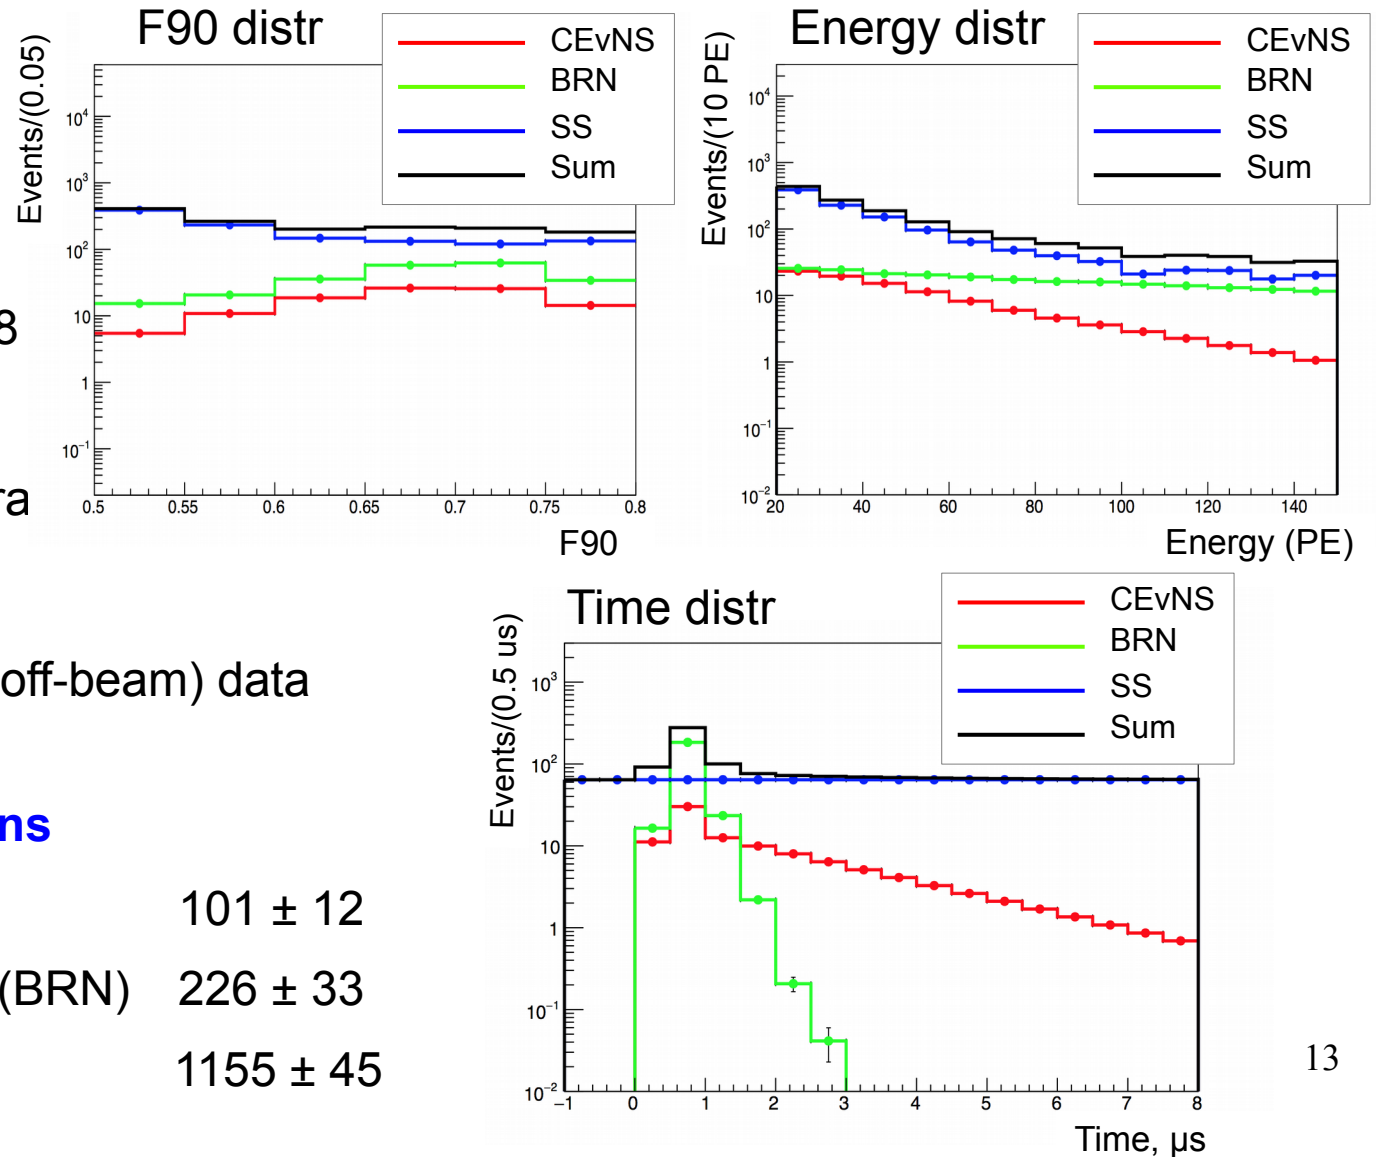 F90 distr
CEvNS
BRN
SS
Sum
Events/(0.05)
10^4
10^3
10^2
10
1
10^-1
0.5 0.55 0.6 0.65 0.7 0.75 0.8
F90
Energy distr
CEvNS
BRN
SS
Sum
Events/(10 PE)
10^4
10^3
10^2
10
1
10^-1
10^-2
20 40 60 80 100 120 140
Energy (PE)
8
ra
off-beam) data
ns
101 ± 12
(BRN) 226 ± 33
1155 ± 45
Time distr
CEvNS
BRN
SS
Sum
Events/(0.5 us)
10^3
10^2
10
1
10^-1
10^-2
−1 0 1 2 3 4 5 6 7 8
Time, µs
13